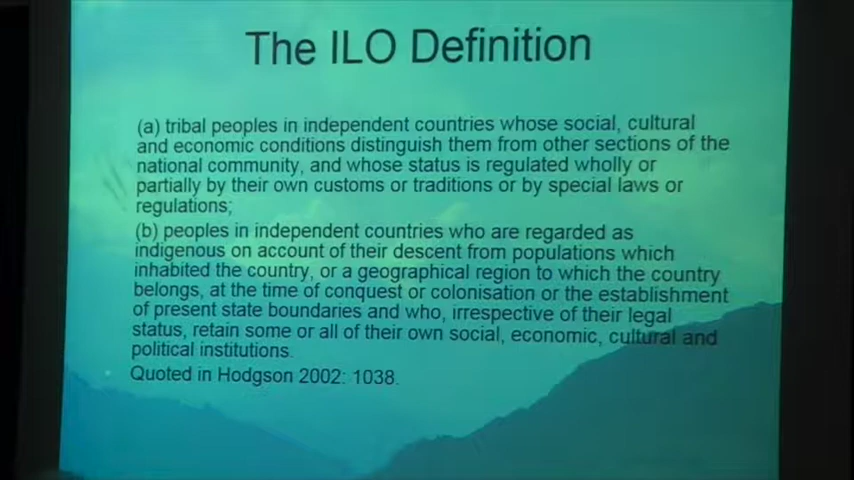 The ILO Definition
(a) tribal peoples in independent countries whose social, cultural
and economic conditions distinguish them from other sections of the
national community, and whose status is regulated wholly or
partially by their own customs or traditions or by special laws or
regulations;
(b) peoples in independent countries who are regarded as
indigenous on account of their descent from populations which
inhabited the country, or a geographical region to which the country
belongs, at the time of conquest or colonisation or the establishment
of present state boundaries and who, irrespective of their legal
status, retain some or all of their own social, economic, cultural and
political institutions.
Quoted in Hodgson 2002: 1038.